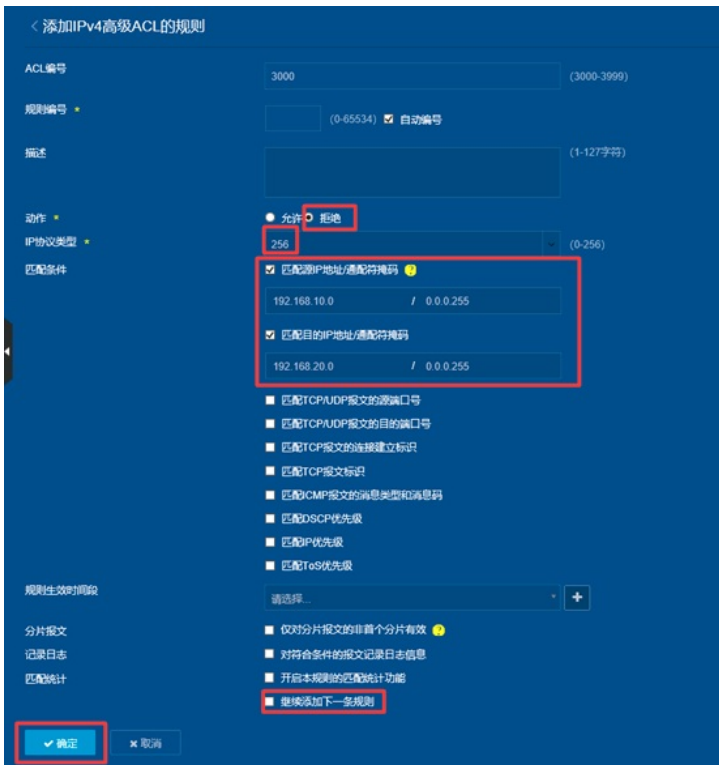 添加IPv4高级ACL的规则
ACL编号 3000 (3000-3999)
规则编号 * (0-65534) 自动编号
描述 (1-127字符)
动作 * 允许 拒绝
IP协议类型 * 256 (0-256)
匹配条件 匹配源IP地址/通配符掩码 ?
192.168.10.0 / 0.0.0.255
匹配目的IP地址/通配符掩码
192.168.20.0 / 0.0.0.255
匹配TCP/UDP报文的源端口号
匹配TCP/UDP报文的目的端口号
匹配TCP报文的连接建立标识
匹配TCP报文标识
匹配ICMP报文的消息类型和消息码
匹配DSCP优先级
匹配IP优先级
匹配ToS优先级
规则生效时间段 请选择... +
分片报文 仅对分片报文的非首个分片有效 ?
记录日志 对符合条件的报文记录日志信息
匹配统计 开启本规则的匹配统计功能
继续添加下一条规则
确定 取消